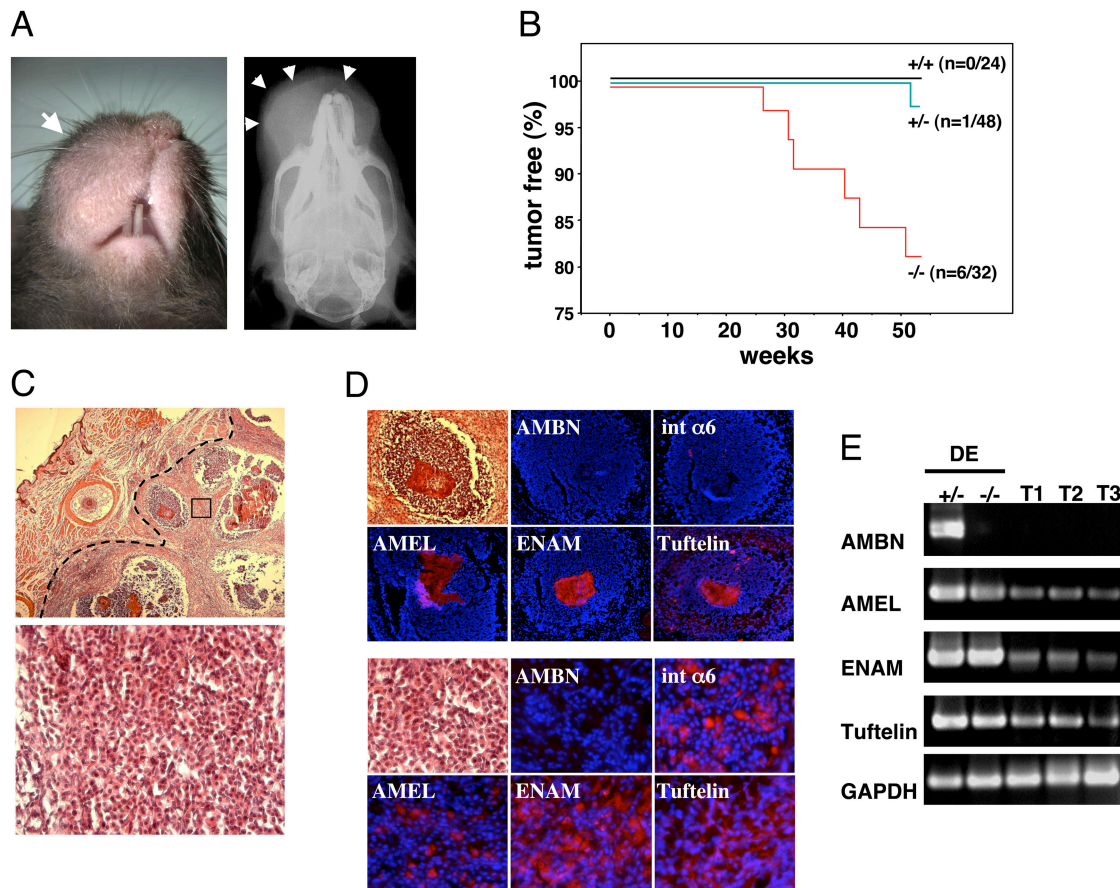 A
B
tumor free (%)
100
95
90
85
80
75
0
10
20
30
40
50
weeks
+/+ (n=0/24)
+/- (n=1/48)
-/- (n=6/32)
C
D
AMBN
int α6
AMEL
ENAM
Tuftelin
AMBN
int α6
AMEL
ENAM
Tuftelin
E
DE
+/- -/- T1 T2 T3
AMBN
AMEL
ENAM
Tuftelin
GAPDH